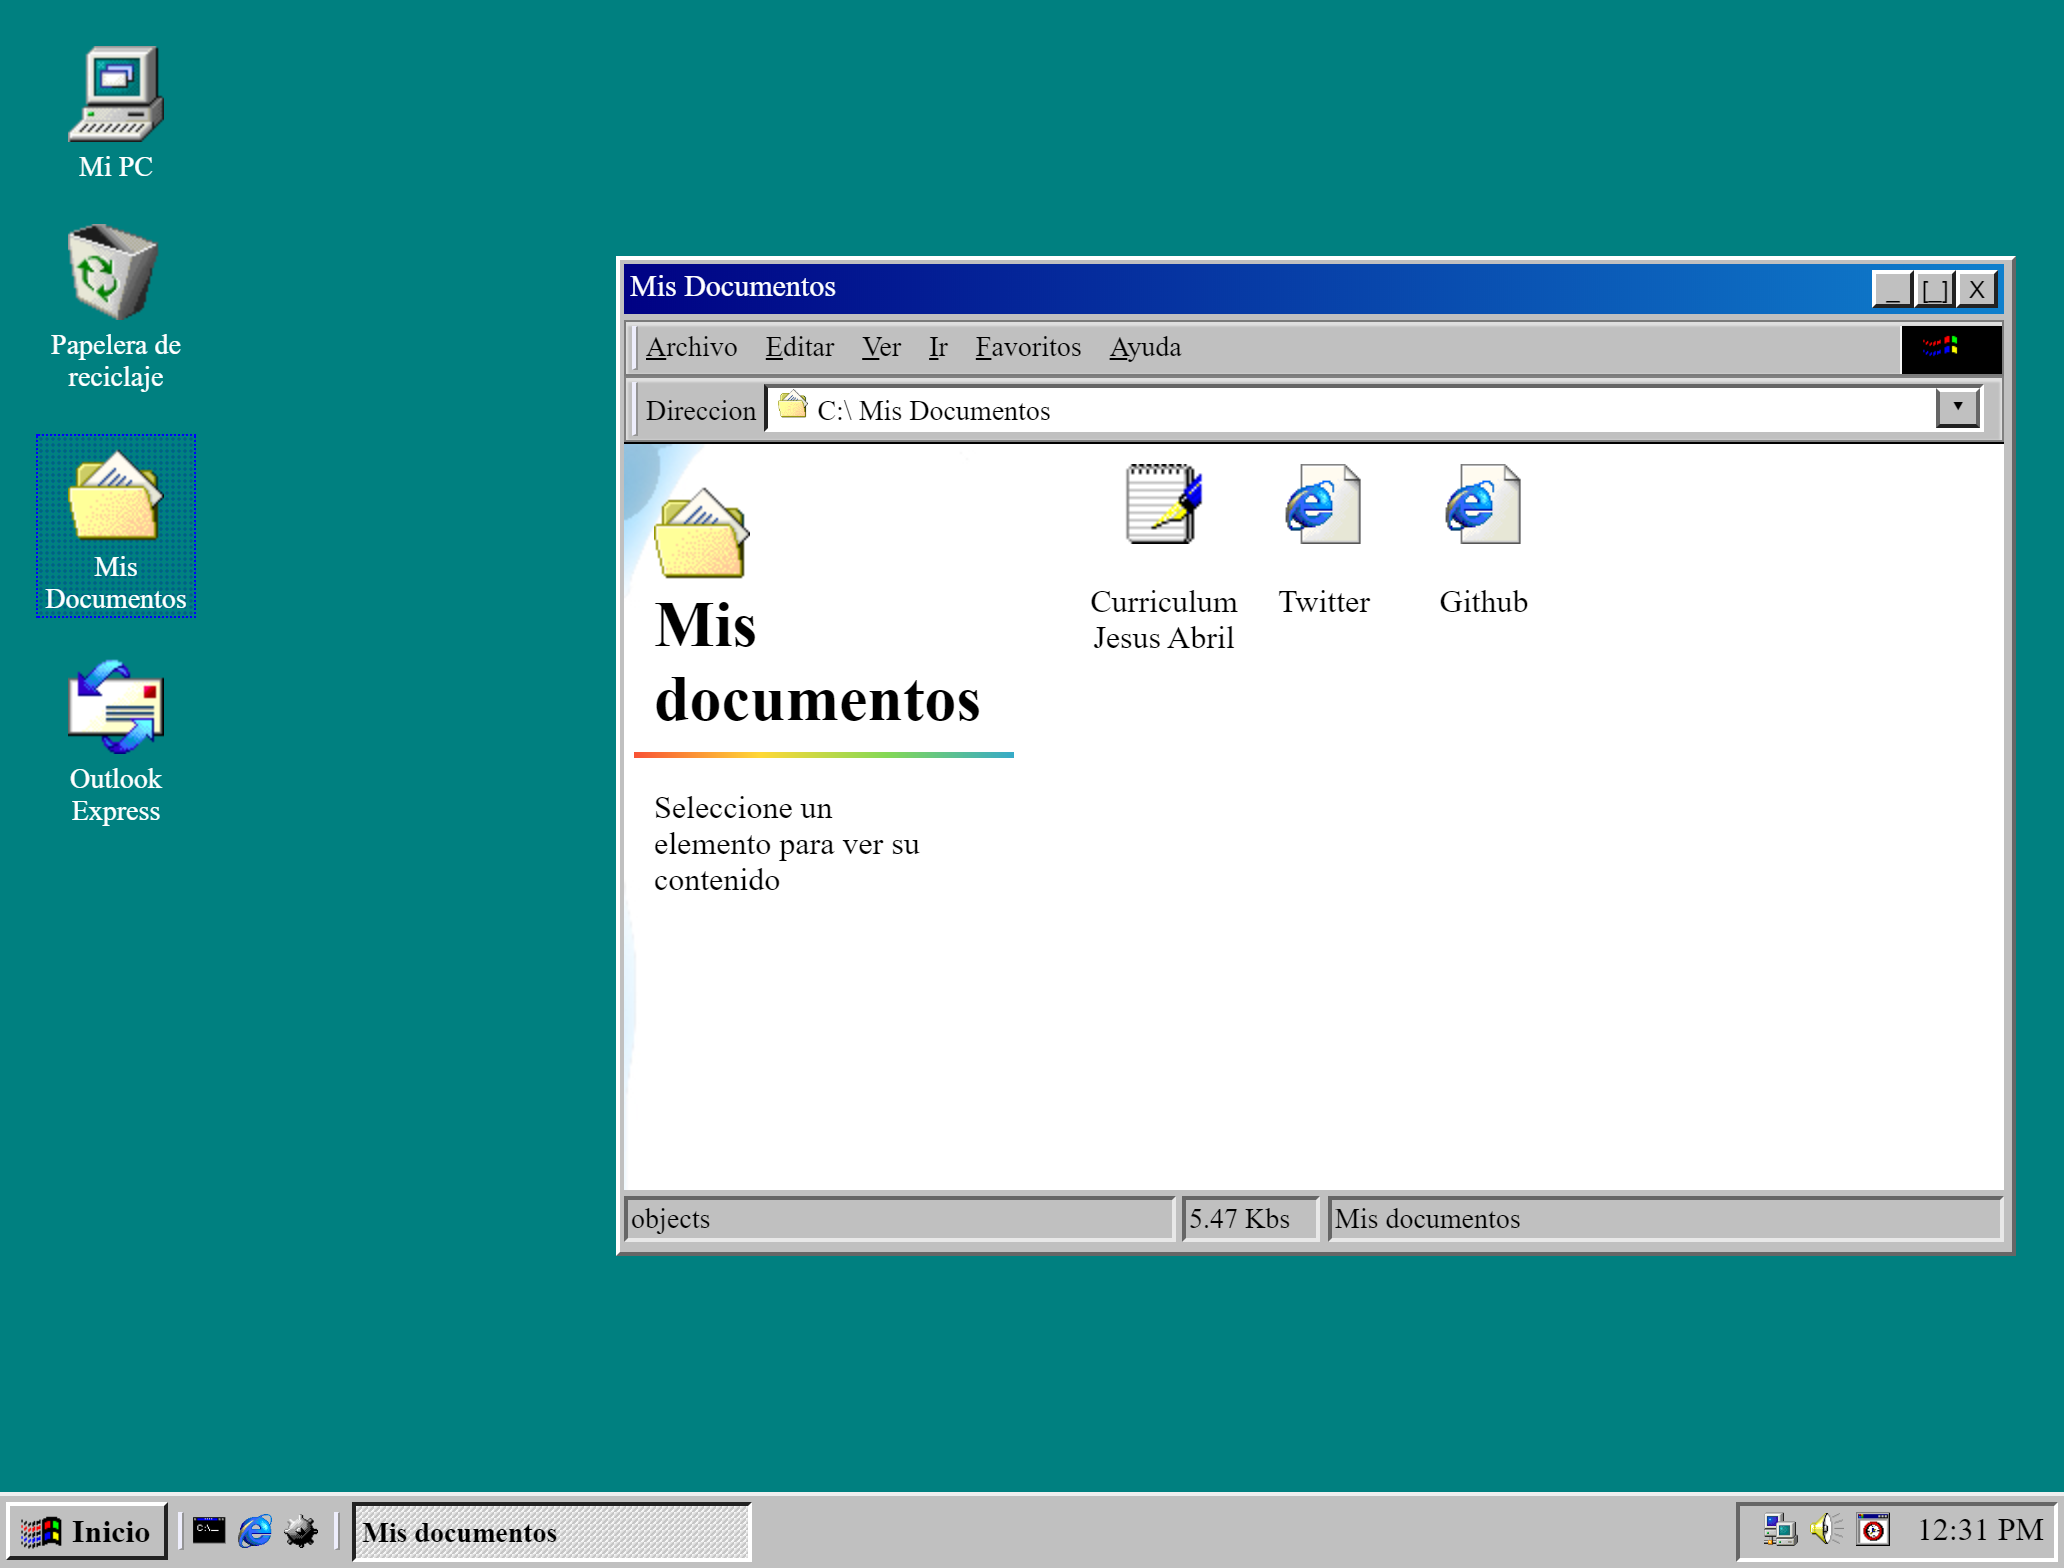 Mi PC
Papelera de
reciclaje
Mis
Documentos
Outlook
Express
Mis Documentos
_ [_] X
Archivo Editar Ver Ir Favoritos Ayuda
Direccion C:\ Mis Documentos
Mis
documentos
Seleccione un
elemento para ver su
contenido
Curriculum
Jesus Abril
Twitter
Github
objects
5.47 Kbs
Mis documentos
Inicio
C:\_
Mis documentos
12:31 PM